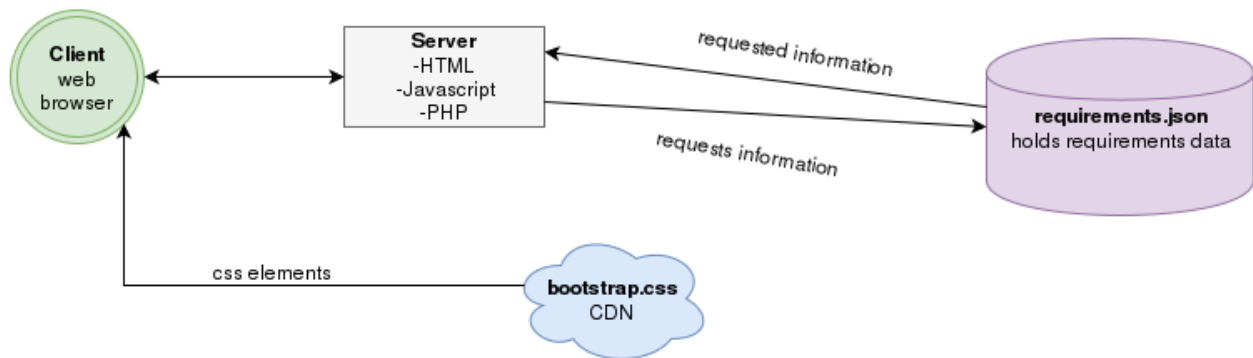 Client
web
browser
Server
-HTML
-Javascript
-PHP
requested information
requests information
requirements.json
holds requirements data
css elements
bootstrap.css
CDN